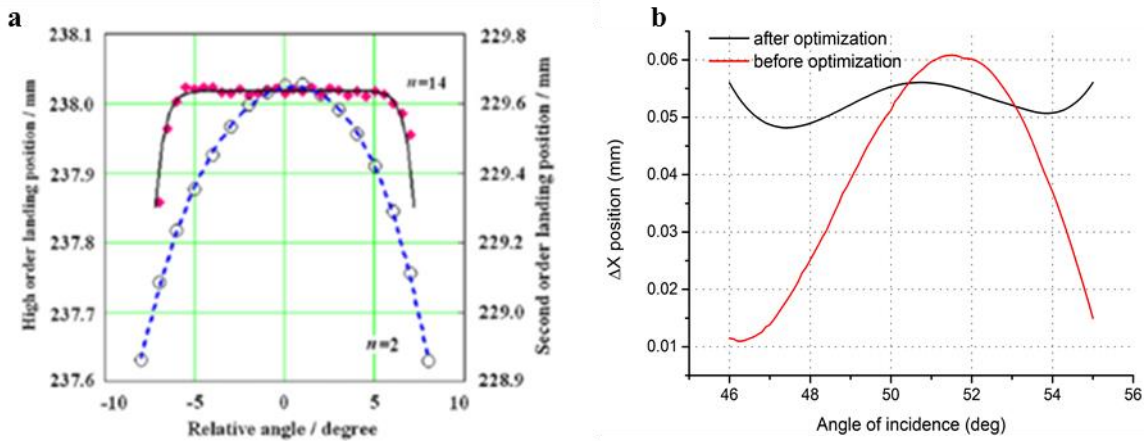 a
238.1
238.0
237.9
237.8
237.7
237.6
High order landing position / mm
-10
-5
0
5
10
Relative angle / degree
229.8
229.6
229.4
229.2
229.0
228.9
Second order landing position / mm
n=14
n=2
b
after optimization
before optimization
0.06
0.05
0.04
0.03
0.02
0.01
ΔX position (mm)
46
48
50
52
54
56
Angle of incidence (deg)